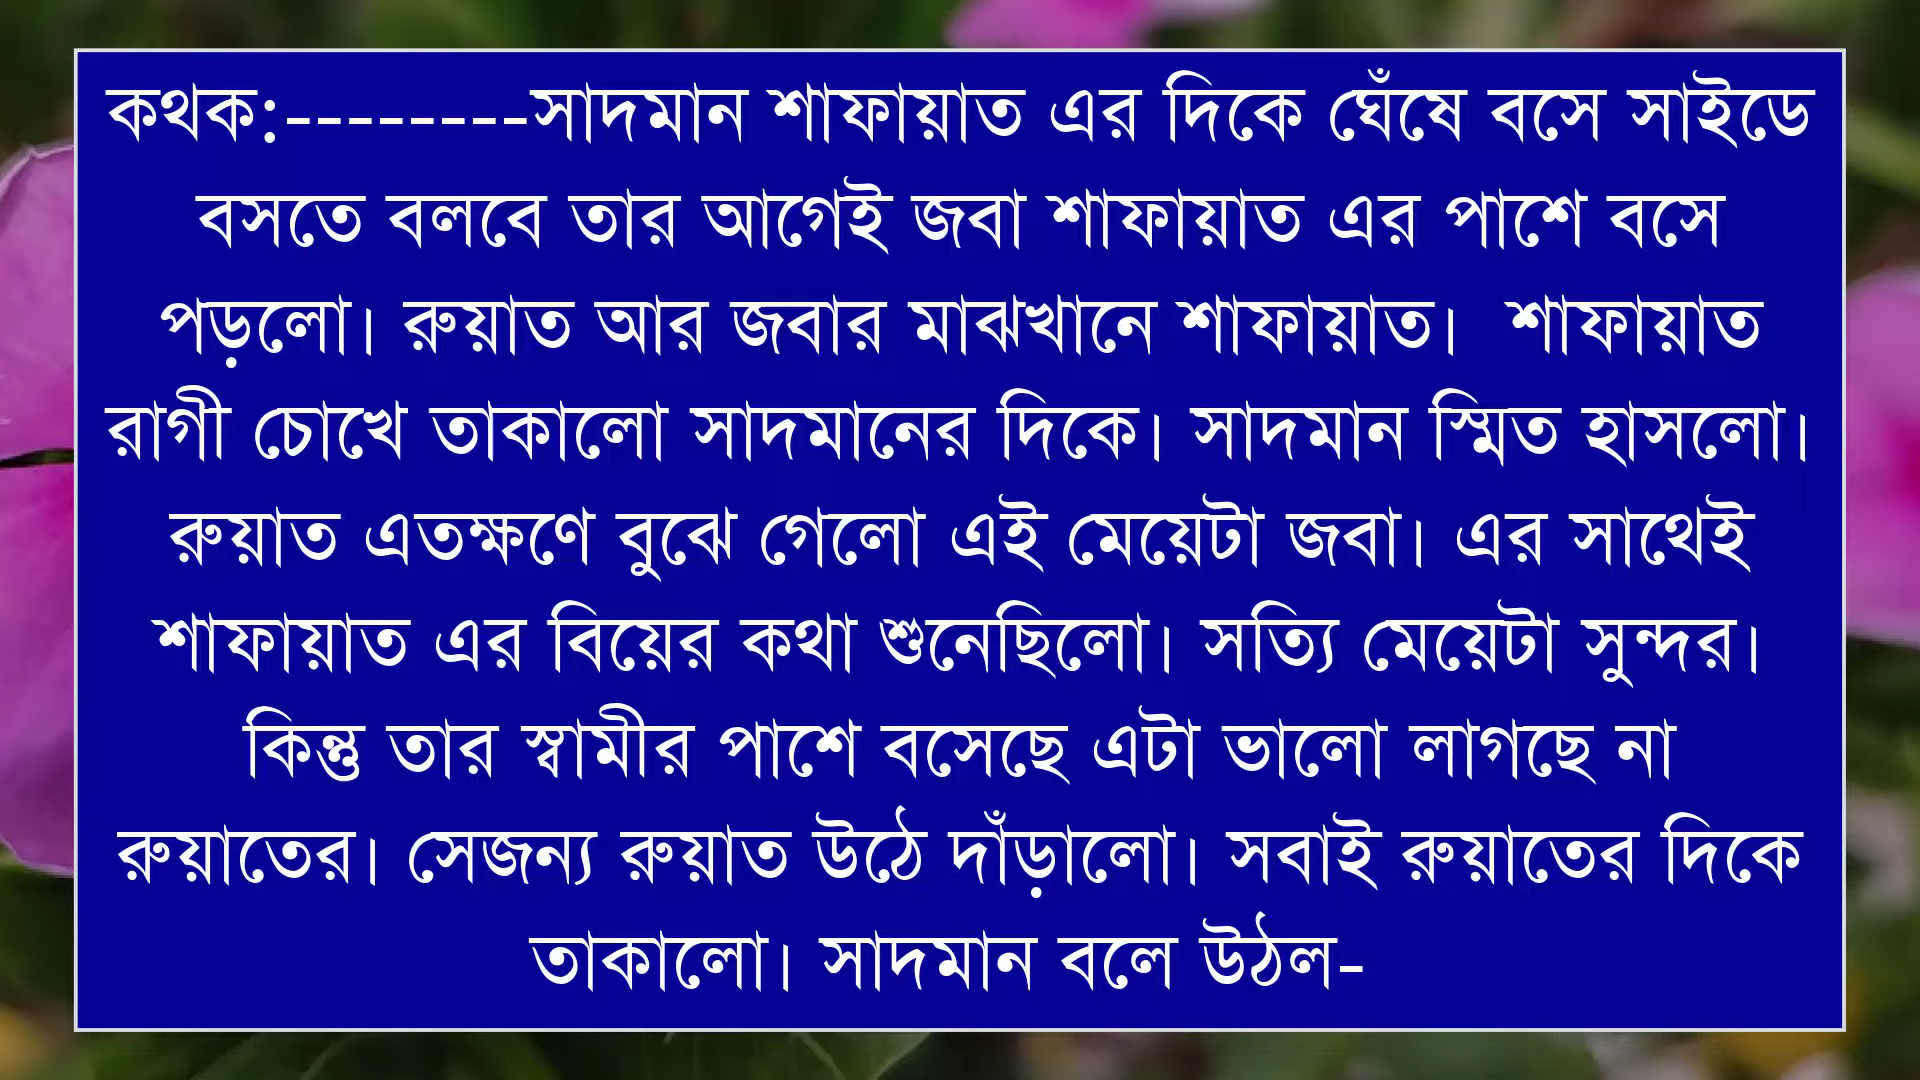 কথক:--------সাদমান শাফায়াত এর দিকে ঘেঁষে বসে সাইডে
বসতে বলবে তার আগেই জবা শাফায়াত এর পাশে বসে
পড়লো। রুয়াত আর জবার মাঝখানে শাফায়াত।  শাফায়াত
রাগী চোখে তাকালো সাদমানের দিকে। সাদমান স্মিত হাসলো।
রুয়াত এতক্ষণে বুঝে গেলো এই মেয়েটা জবা। এর সাথেই
শাফায়াত এর বিয়ের কথা শুনেছিলো। সত্যি মেয়েটা সুন্দর।
কিন্তু তার স্বামীর পাশে বসেছে এটা ভালো লাগছে না
রুয়াতের। সেজন্য রুয়াত উঠে দাঁড়ালো। সবাই রুয়াতের দিকে
তাকালো। সাদমান বলে উঠল-